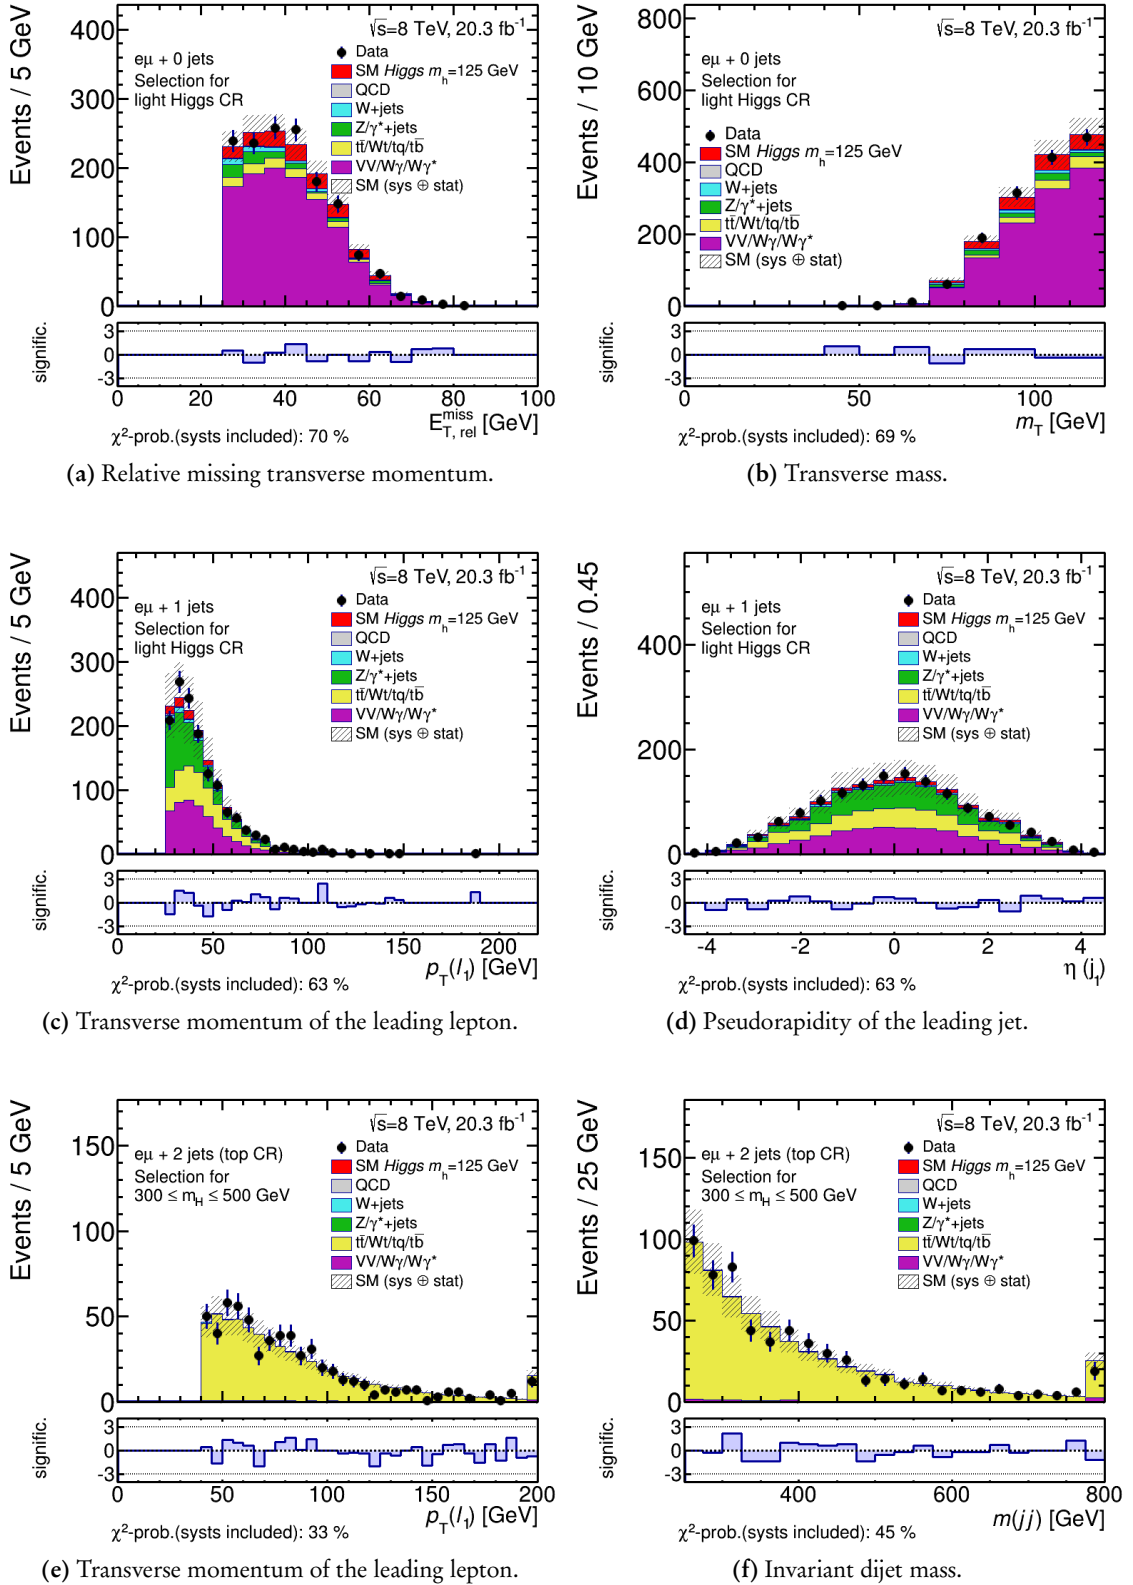 Events / 5 GeV
400
300
200
100
0
√s=8 TeV, 20.3 fb⁻¹
eμ + 0 jets
Selection for
light Higgs CR
Data
SM Higgs m_h=125 GeV
QCD
W+jets
Z/γ*+jets
tt̄/Wt/tq/tb̄
VV/Wγ/Wγ*
SM (sys ⊕ stat)
signific.
3
0
-3
0 20 40 60 80 100
E_T, rel^miss [GeV]
χ²-prob.(systs included): 70 %
(a) Relative missing transverse momentum.
Events / 10 GeV
800
600
400
200
0
√s=8 TeV, 20.3 fb⁻¹
eμ + 0 jets
Selection for
light Higgs CR
Data
SM Higgs m_h=125 GeV
QCD
W+jets
Z/γ*+jets
tt̄/Wt/tq/tb̄
VV/Wγ/Wγ*
SM (sys ⊕ stat)
signific.
3
0
-3
0 50 100
m_T [GeV]
χ²-prob.(systs included): 69 %
(b) Transverse mass.
Events / 5 GeV
400
300
200
100
0
√s=8 TeV, 20.3 fb⁻¹
eμ + 1 jets
Selection for
light Higgs CR
Data
SM Higgs m_h=125 GeV
QCD
W+jets
Z/γ*+jets
tt̄/Wt/tq/tb̄
VV/Wγ/Wγ*
SM (sys ⊕ stat)
signific.
3
0
-3
0 50 100 150 200
p_T(l_1) [GeV]
χ²-prob.(systs included): 63 %
(c) Transverse momentum of the leading lepton.
Events / 0.45
400
200
0
√s=8 TeV, 20.3 fb⁻¹
eμ + 1 jets
Selection for
light Higgs CR
Data
SM Higgs m_h=125 GeV
QCD
W+jets
Z/γ*+jets
tt̄/Wt/tq/tb̄
VV/Wγ/Wγ*
SM (sys ⊕ stat)
signific.
3
0
-3
-4 -2 0 2 4
η (j_1)
χ²-prob.(systs included): 63 %
(d) Pseudorapidity of the leading jet.
Events / 5 GeV
150
100
50
0
√s=8 TeV, 20.3 fb⁻¹
eμ + 2 jets (top CR)
Selection for
300 ≤ m_H ≤ 500 GeV
Data
SM Higgs m_h=125 GeV
QCD
W+jets
Z/γ*+jets
tt̄/Wt/tq/tb̄
VV/Wγ/Wγ*
SM (sys ⊕ stat)
signific.
3
0
-3
0 50 100 150 200
p_T(l_1) [GeV]
χ²-prob.(systs included): 33 %
(e) Transverse momentum of the leading lepton.
Events / 25 GeV
150
100
50
0
√s=8 TeV, 20.3 fb⁻¹
eμ + 2 jets (top CR)
Selection for
300 ≤ m_H ≤ 500 GeV
Data
SM Higgs m_h=125 GeV
QCD
W+jets
Z/γ*+jets
tt̄/Wt/tq/tb̄
VV/Wγ/Wγ*
SM (sys ⊕ stat)
signific.
3
0
-3
400 600 800
m(jj) [GeV]
χ²-prob.(systs included): 45 %
(f) Invariant dijet mass.